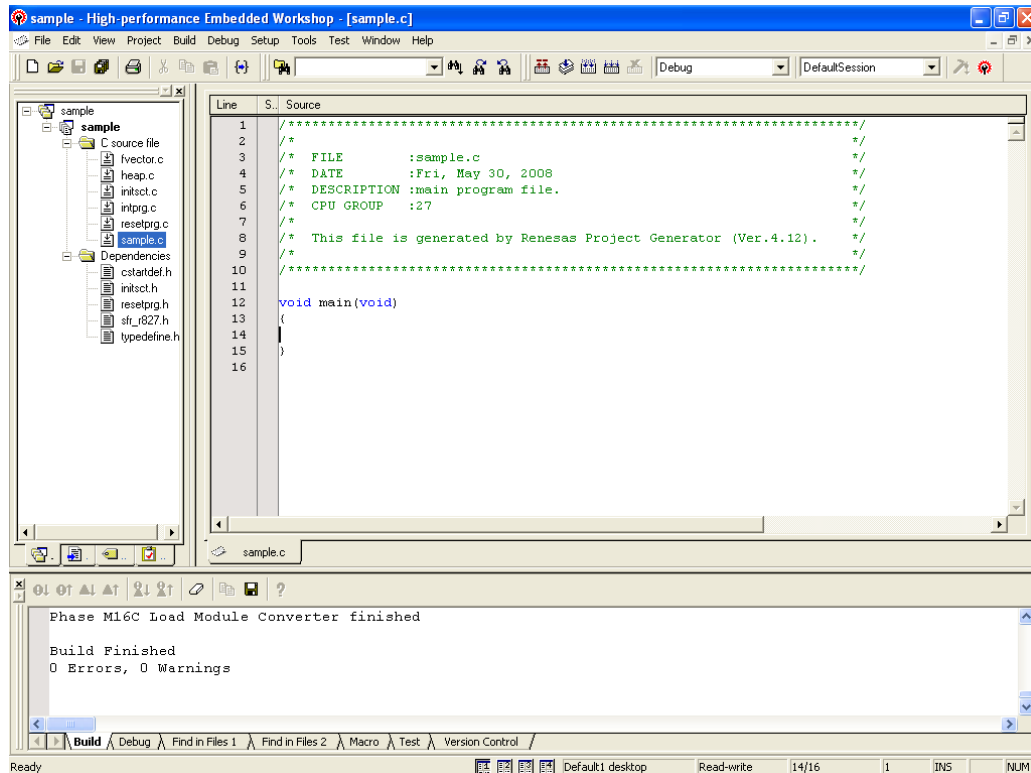 sample - High-performance Embedded Workshop - [sample.c]
File Edit View Project Build Debug Setup Tools Test Window Help
Debug DefaultSession
sample
sample
C source file
fvector.c
heap.c
initsct.c
intprg.c
resetprg.c
sample.c
Dependencies
cstartdef.h
initsct.h
resetprg.h
sfr_r827.h
typedefine.h
Line S.. Source
1 /***********************************************************************/
2 /* */
3 /* FILE :sample.c */
4 /* DATE :Fri, May 30, 2008 */
5 /* DESCRIPTION :main program file. */
6 /* CPU GROUP :27 */
7 /* */
8 /* This file is generated by Renesas Project Generator (Ver.4.12). */
9 /* */
10 /***********************************************************************/
11
12 void main(void)
13 {
14
15 }
16
sample.c
Phase M16C Load Module Converter finished
Build Finished
0 Errors, 0 Warnings
Build Debug Find in Files 1 Find in Files 2 Macro Test Version Control
Ready 1 2 3 4 Default1 desktop Read-write 14/16 1 INS NUM